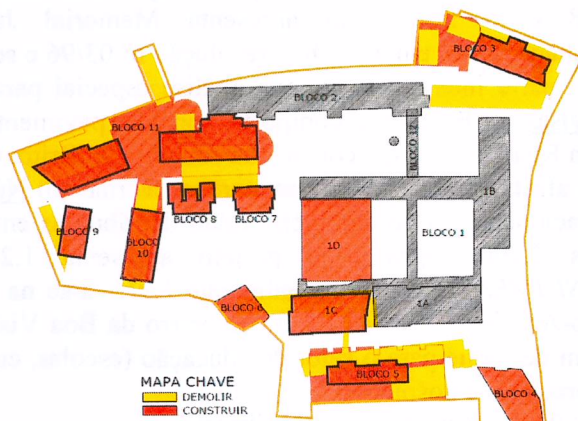 BLOCO 3
BLOCO 2
BLOCO 11
BLOCO 12
1B
BLOCO 8
BLOCO 7
BLOCO 9
BLOCO 10
1D
BLOCO 1
BLOCO 6
1C
1A
BLOCO 5
BLOCO 4
MAPA CHAVE
DEMOLIR
CONSTRUIR